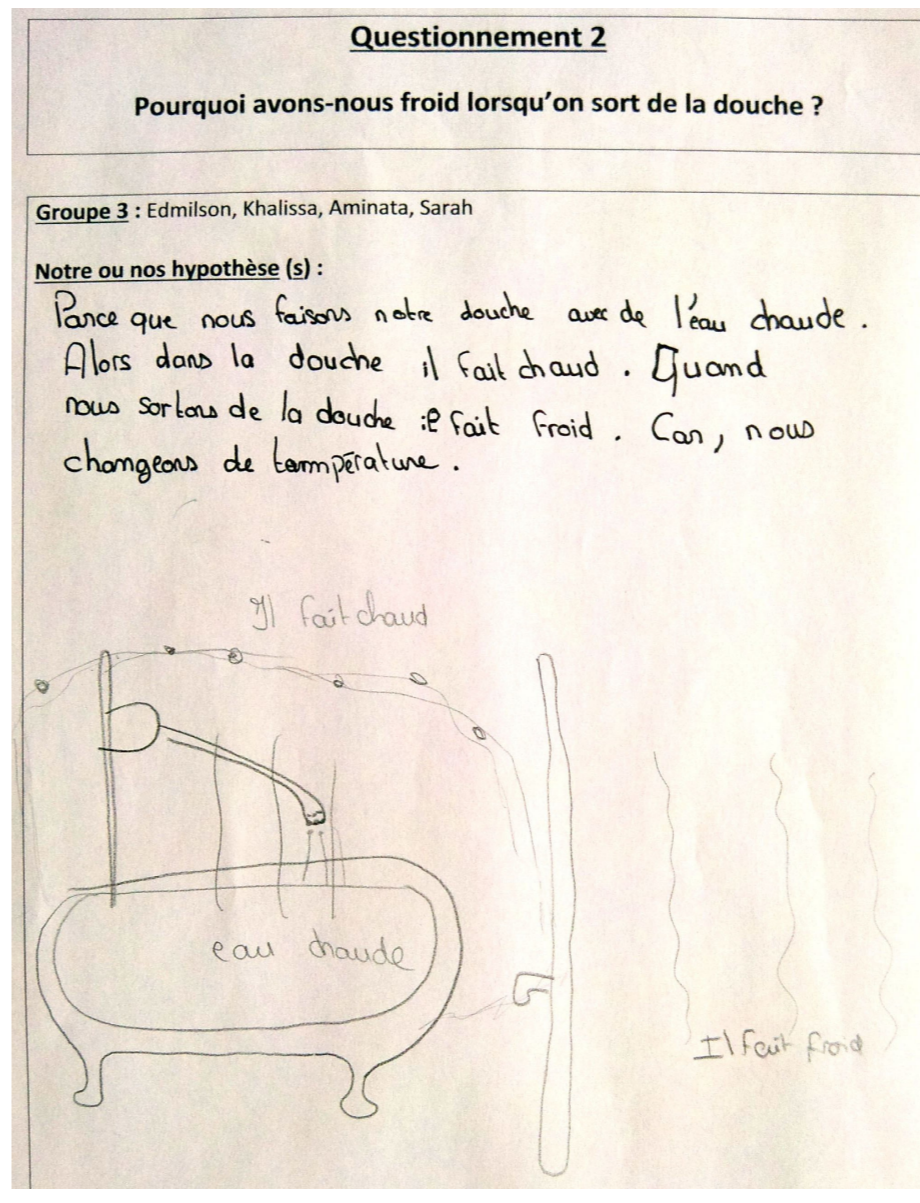 Questionnement 2
Pourquoi avons-nous froid lorsqu'on sort de la douche ?
Groupe 3 : Edmilson, Khalissa, Aminata, Sarah
Notre ou nos hypothèse (s) :
Parce que nous faisons notre douche avec de l'eau chaude.
Alors dans la douche il fait chaud. Quand
nous sortons de la douche il fait froid. Car, nous
changeons de temmpérature.
Il fait chaud
eau chaude
Il fait froid